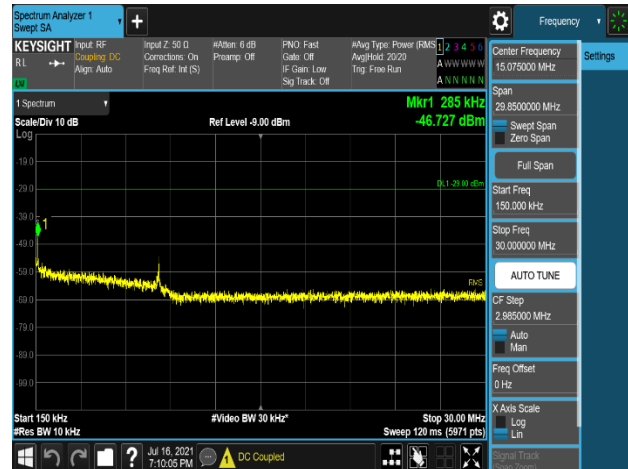 Spectrum Analyzer 1
Swept SA
+
Frequency
KEYSIGHT
RL
Input: RF
Coupling: DC
Align: Auto
Input Z: 50 Ω
Corrections: On
Freq Ref: Int (S)
#Atten: 6 dB
Preamp: Off
PNO: Fast
Gate: Off
IF Gain: Low
Sig Track: Off
#Avg Type: Power (RMS
Avg|Hold: 20/20
Trig: Free Run
1 2 3 4 5 6
A W W W W W
A N N N N N
LXI
1 Spectrum
Scale/Div 10 dB
Log
Ref Level -9.00 dBm
Mkr1 285 kHz
-46.727 dBm
-19.0
-29.0
-39.0
-49.0
-59.0
-69.0
-79.0
-89.0
-99.0
DL1 -29.00 dBm
1
RMS
Start 150 kHz
#Res BW 10 kHz
#Video BW 30 kHz*
Stop 30.00 MHz
Sweep 120 ms (5971 pts)
Center Frequency
15.075000 MHz
Span
29.8500000 MHz
Swept Span
Zero Span
Full Span
Start Freq
150.000 kHz
Stop Freq
30.000000 MHz
AUTO TUNE
CF Step
2.985000 MHz
Auto
Man
Freq Offset
0 Hz
X Axis Scale
Log
Lin
Signal Track
(Span Zoom)
Settings
?
Jul 16, 2021
7:10:05 PM
1
DC Coupled